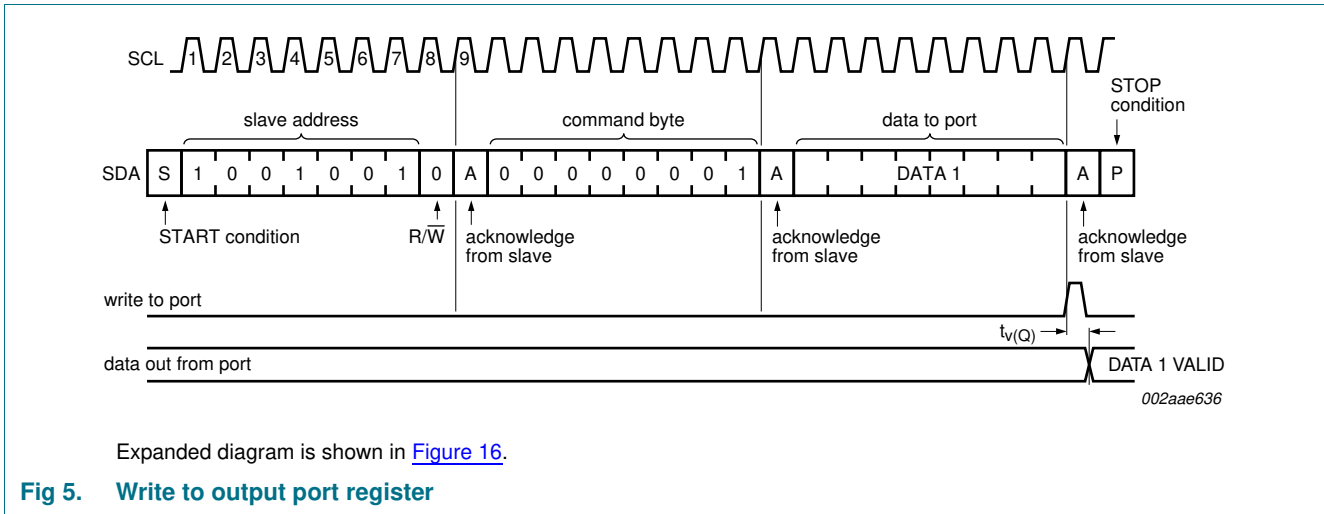 SCL 1 2 3 4 5 6 7 8 9
STOP
condition
slave address command byte data to port
SDA S 1 0 0 1 0 0 1 0 A 0 0 0 0 0 0 0 1 A DATA 1 A P
START condition R/W̅ acknowledge
from slave acknowledge
from slave acknowledge
from slave
write to port
tv(Q)
data out from port DATA 1 VALID
002aae636
Expanded diagram is shown in Figure 16.
Fig 5. Write to output port register